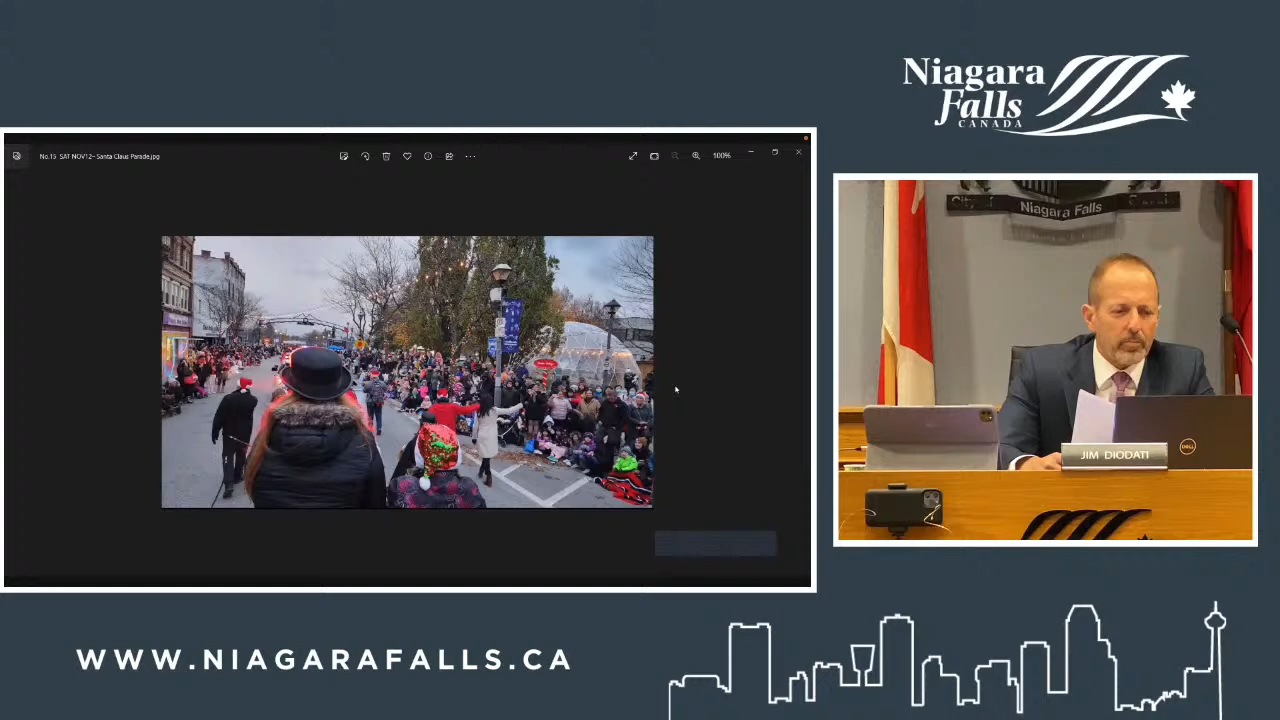 Niagara
Falls
CANADA
No.15 SAT NOV12-- Santa Claus Parade.jpg
100%
Niagara Falls
JIM DIODATI
DELL
WWW.NIAGARAFALLS.CA